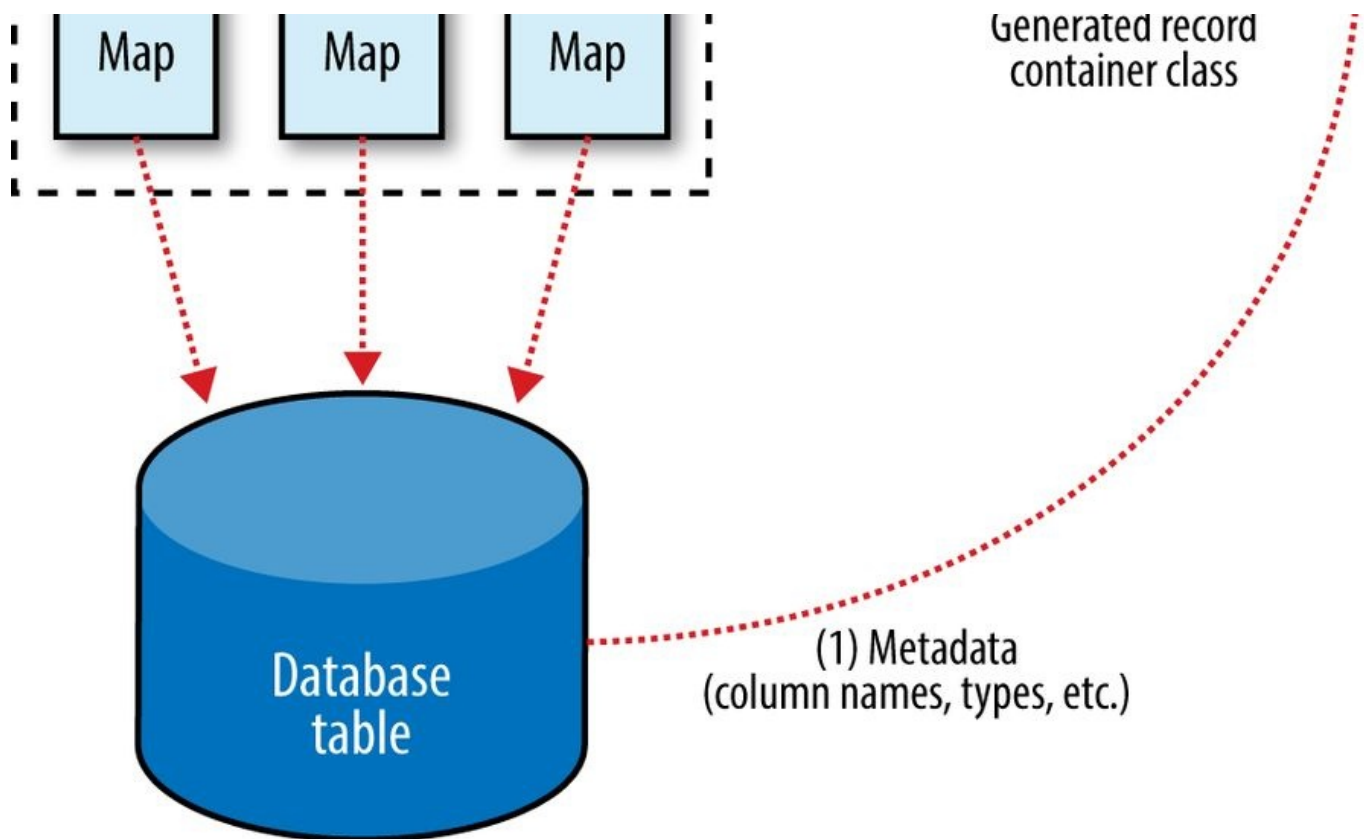 Map
Map
Map
Generated record
container class
Database
table
(1) Metadata
(column names, types, etc.)